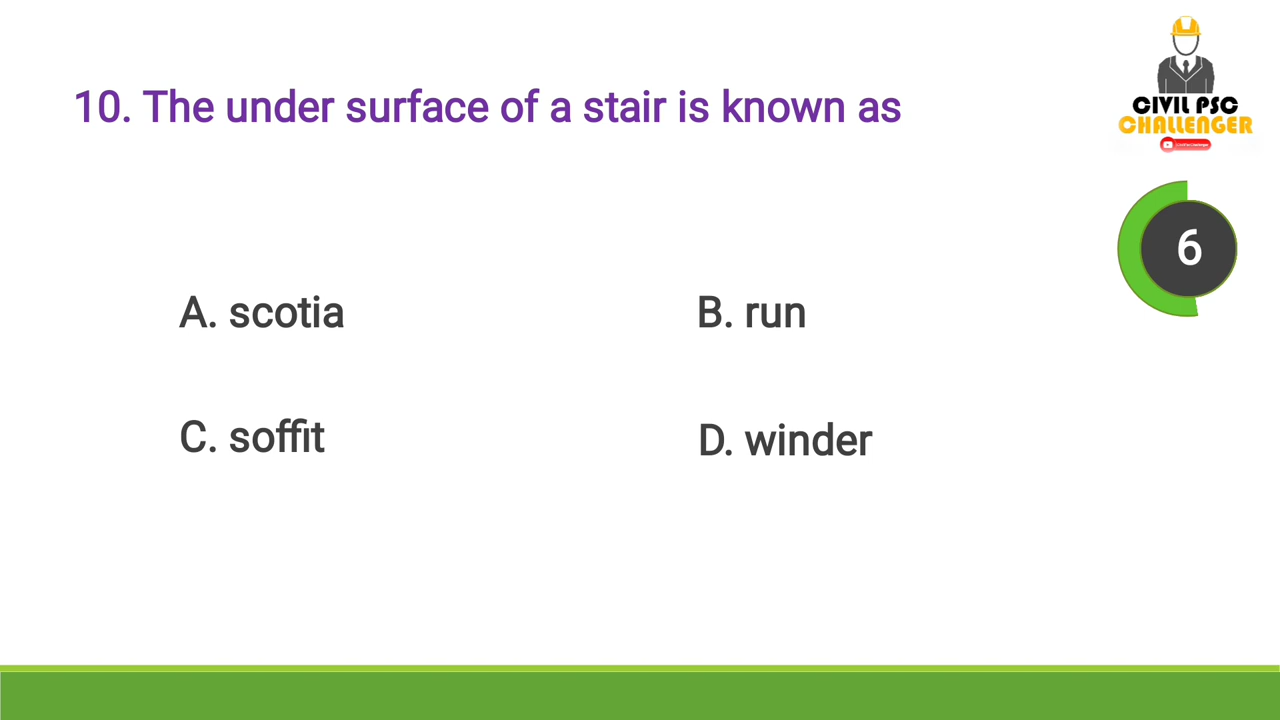 10. The under surface of a stair is known as
CIVIL PSC
CHALLENGER
6
A. scotia
B. run
C. soffit
D. winder